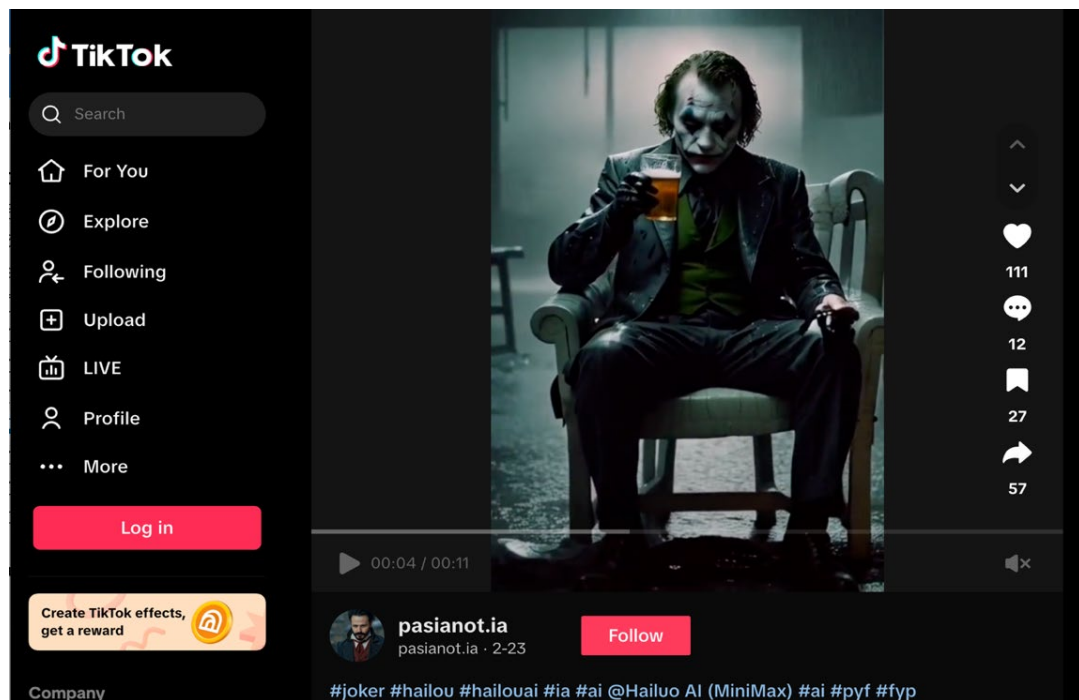 TikTok
Search
For You
Explore
Following
Upload
LIVE
Profile
More
Log in
Create TikTok effects,
get a reward
Company
111
12
27
57
00:04 / 00:11
pasianot.ia
pasianot.ia · 2-23
Follow
#joker #hailou #hailouai #ia #ai @Hailuo AI (MiniMax) #ai #pyf #fyp